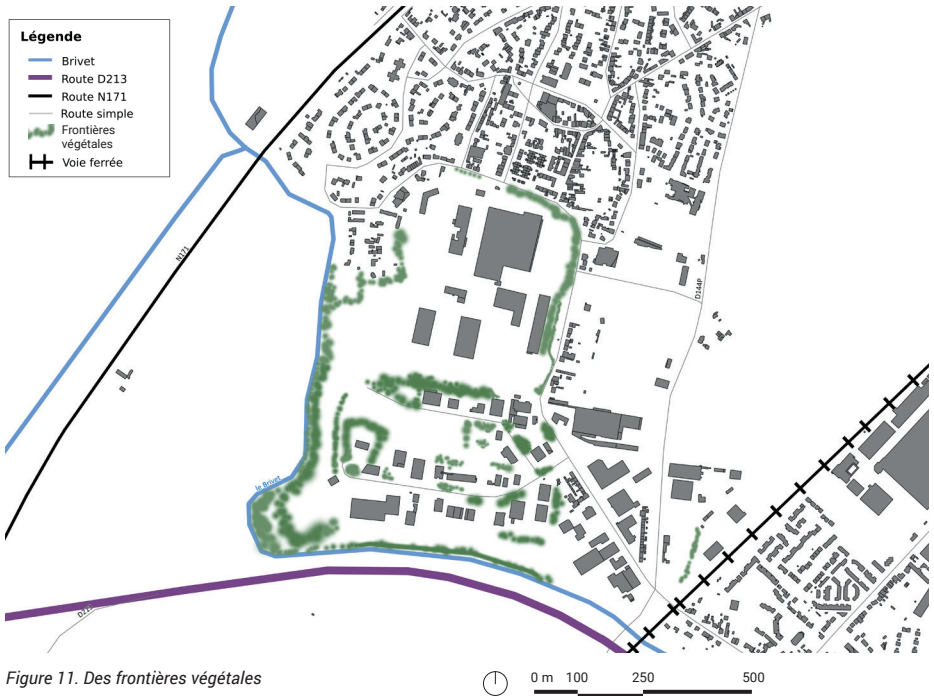 Légende
Brivet
Route D213
Route N171
Route simple
Frontières
végétales
Voie ferrée
N171
D144P
le Brivet
D213
Figure 11. Des frontières végétales
0 m 100 250 500